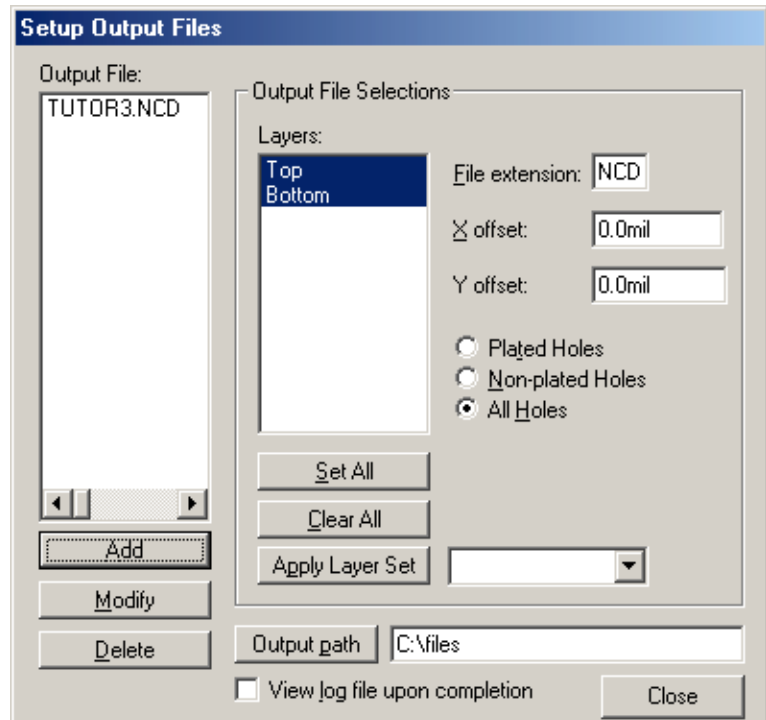 Setup Output Files
Output File:
TUTOR3.NCD
Add
Modify
Delete
Output File Selections
Layers:
Top
Bottom
File extension: NCD
X offset: 0.0mil
Y offset: 0.0mil
Plated Holes
Non-plated Holes
All Holes
Set All
Clear All
Apply Layer Set
Output path C:\files
View log file upon completion
Close